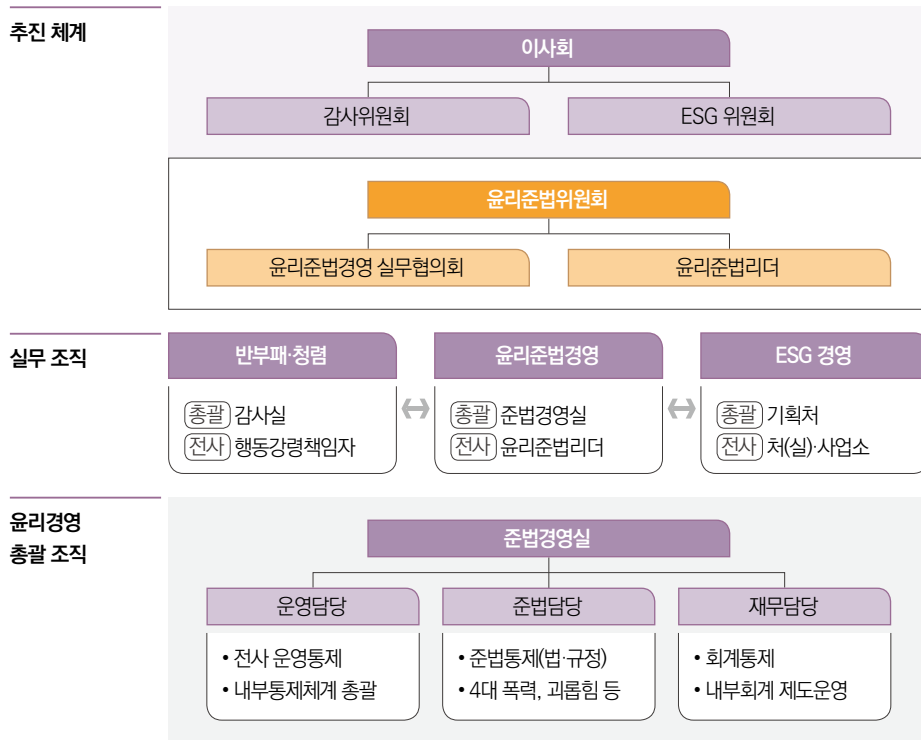 추진 체계
이사회
감사위원회
ESG 위원회
윤리준법위원회
윤리준법경영 실무협의회
윤리준법리더
실무 조직
반부패·청렴
총괄 감사실
전사 행동강령책임자
윤리준법경영
총괄 준법경영실
전사 윤리준법리더
ESG 경영
총괄 기획처
전사 처(실)·사업소
윤리경영
총괄 조직
준법경영실
운영담당
• 전사 운영통제
• 내부통제체계 총괄
준법담당
• 준법통제(법·규정)
• 4대 폭력, 괴롭힘 등
재무담당
• 회계통제
• 내부회계 제도운영